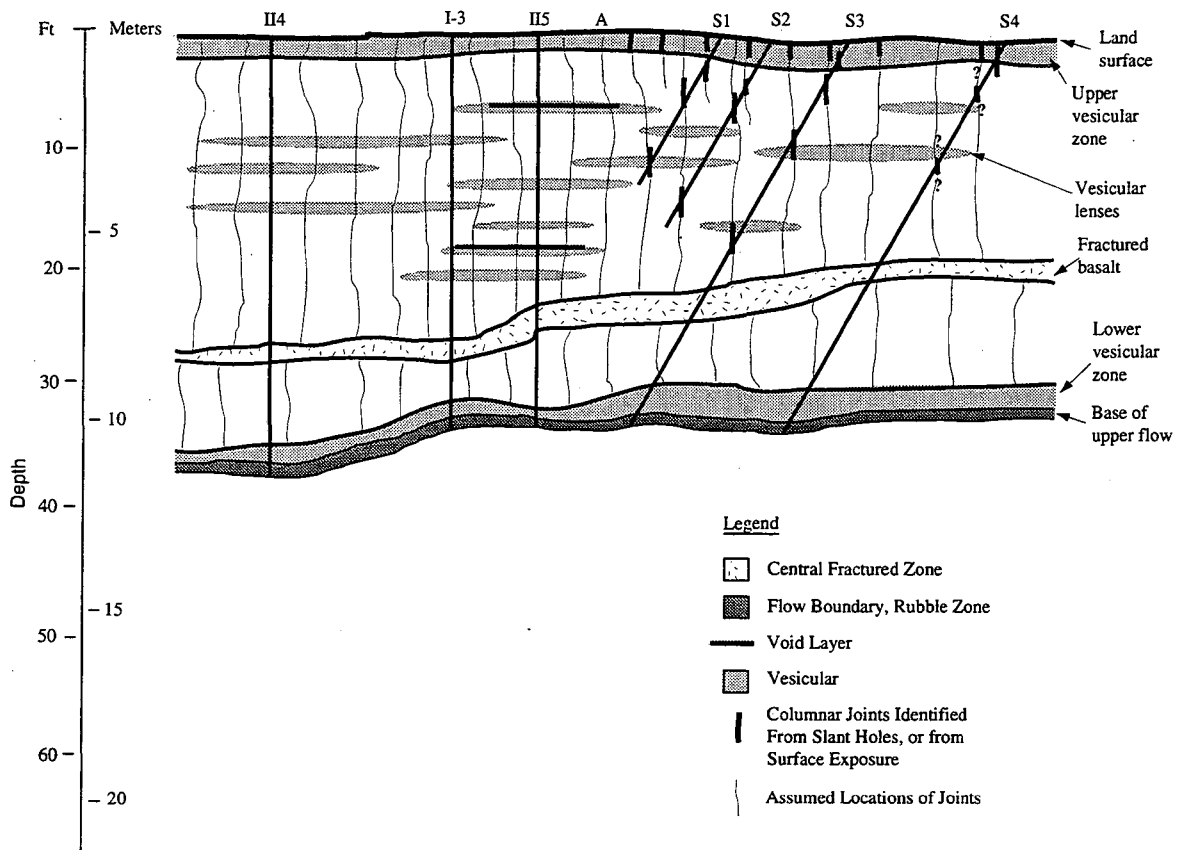 Ft
Meters
II4
I-3
II5
A
S1
S2
S3
S4
Land
surface
Upper
vesicular
zone
Vesicular
lenses
Fractured
basalt
Lower
vesicular
zone
Base of
upper flow
?
?
?
?
10
5
20
30
10
40
15
50
60
20
Depth
Legend
Central Fractured Zone
Flow Boundary, Rubble Zone
Void Layer
Vesicular
Columnar Joints Identified
From Slant Holes, or from
Surface Exposure
Assumed Locations of Joints